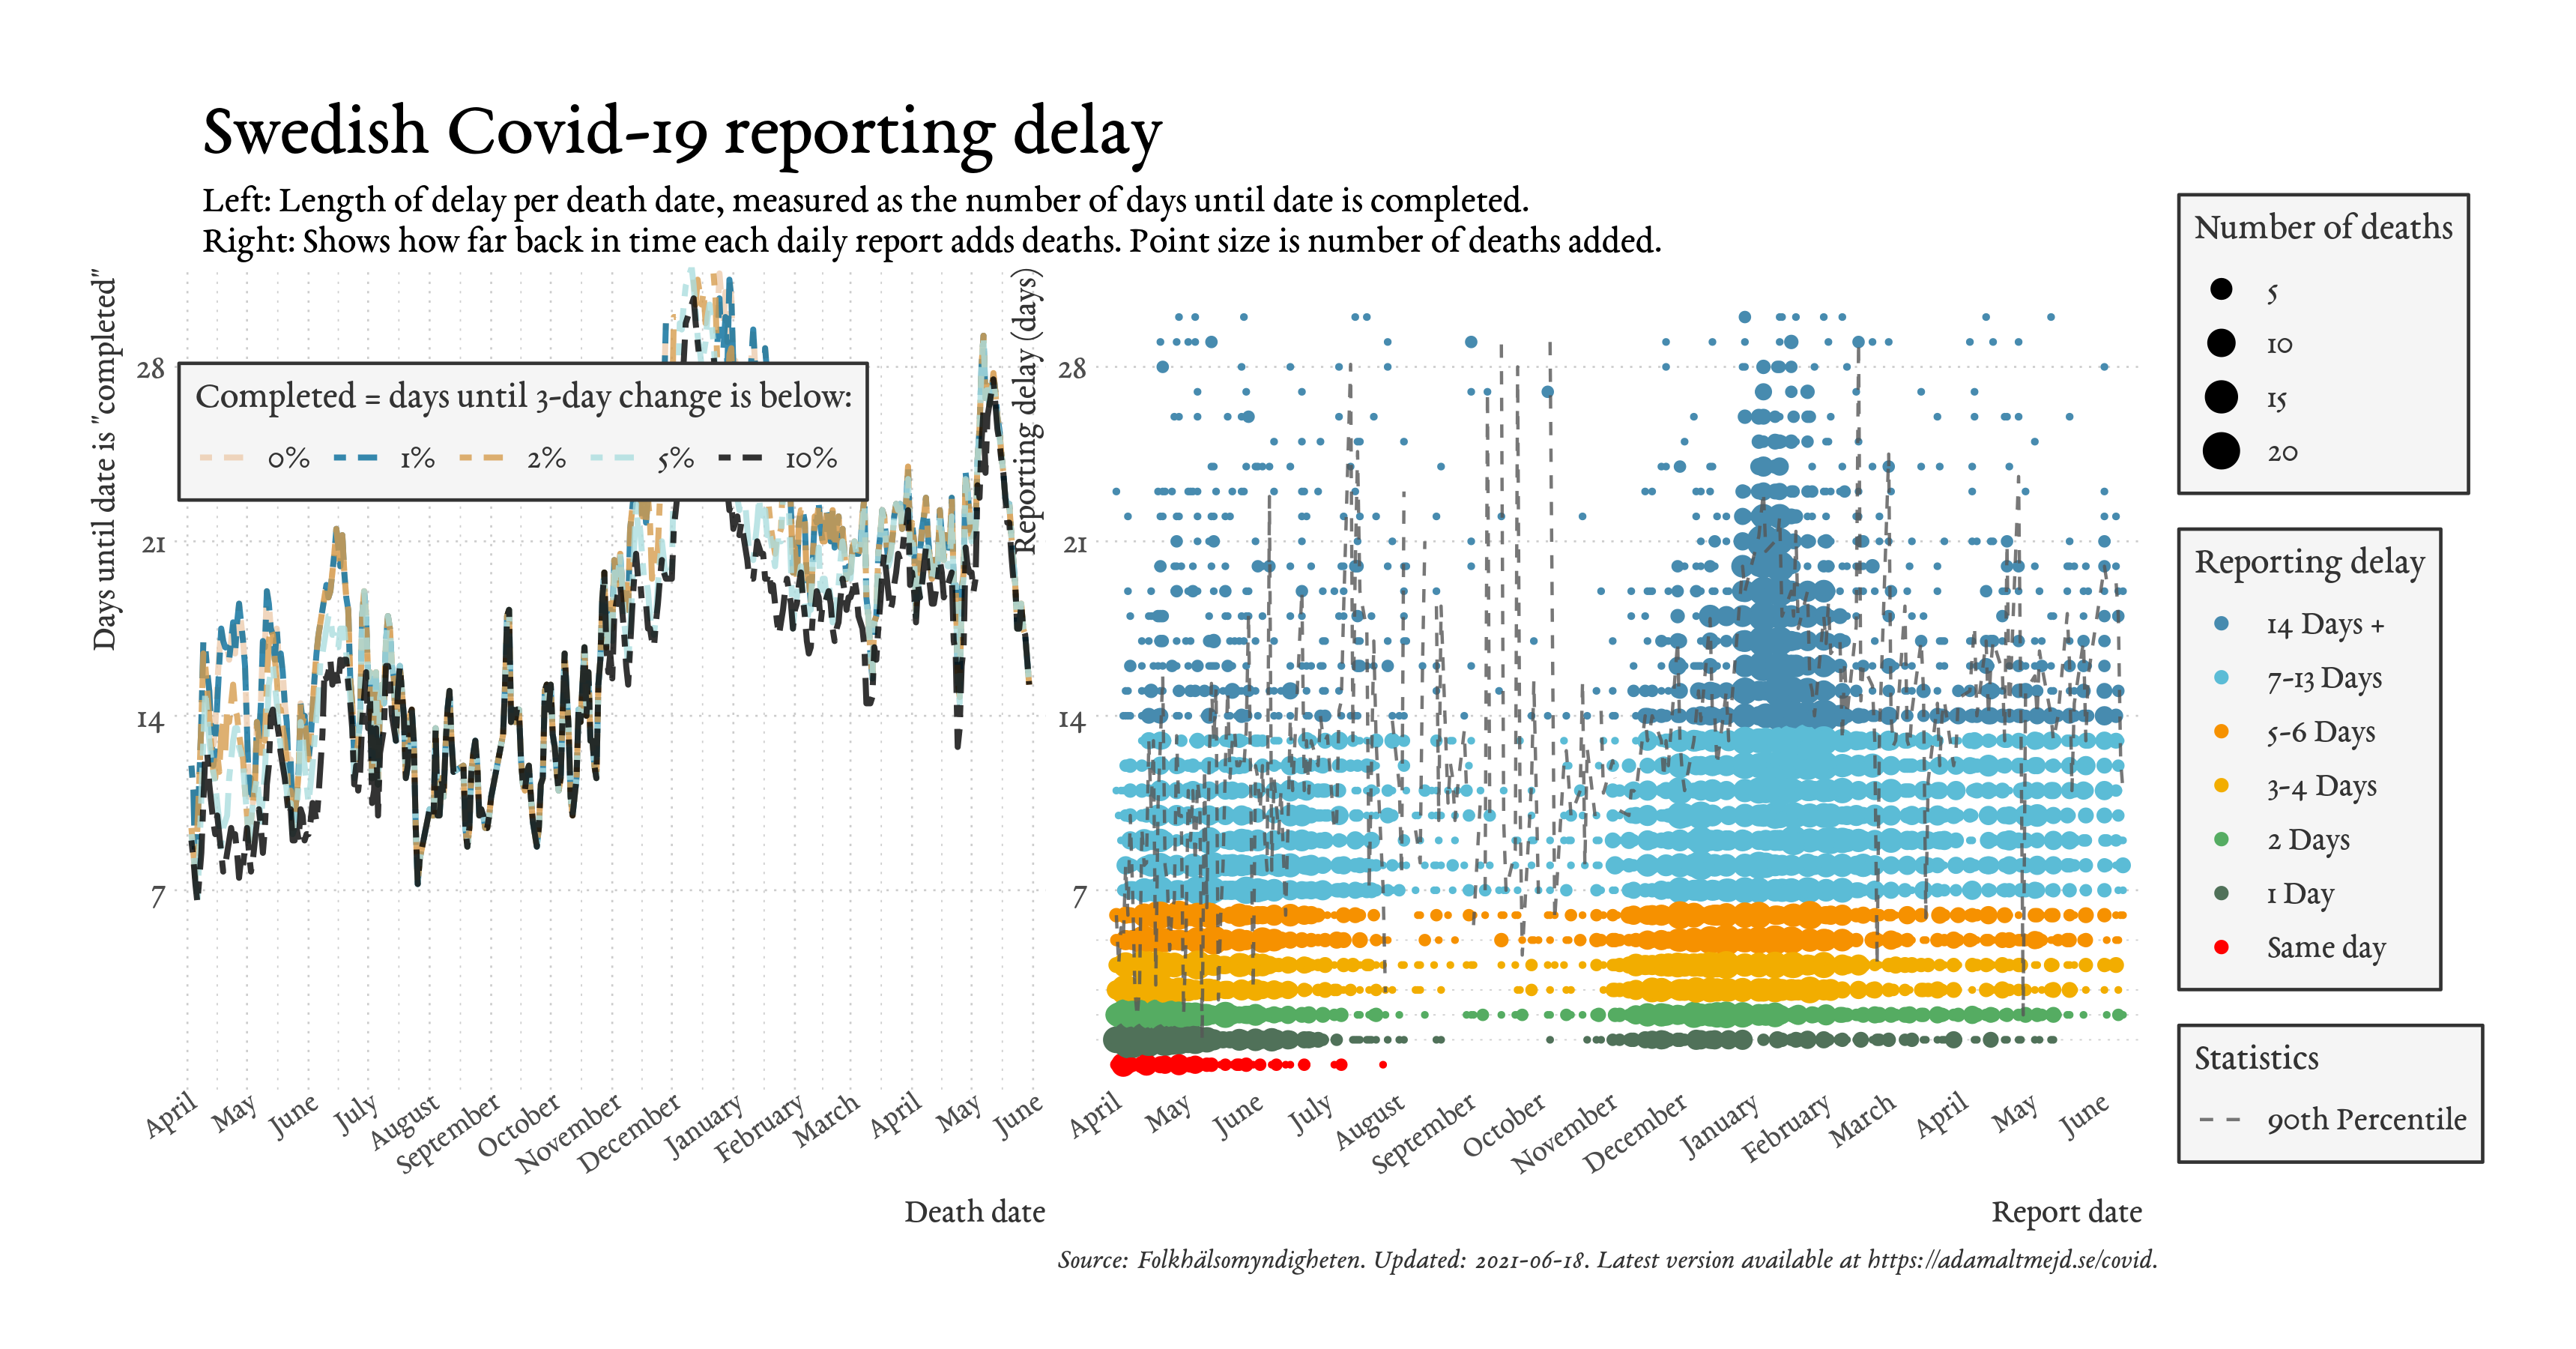 Swedish Covid-19 reporting delay
Left: Length of delay per death date, measured as the number of days until date is completed.
Right: Shows how far back in time each daily report adds deaths. Point size is number of deaths added.
Days until date is "completed"
28
21
14
7
Completed = days until 3-day change is below:
0% 1% 2% 5% 10%
April May June July August September October November December January February March April May June
Death date
Reporting delay (days)
28
21
14
7
April May June July August September October November December January February March April May June
Report date
Number of deaths
5
10
15
20
Reporting delay
14 Days +
7-13 Days
5-6 Days
3-4 Days
2 Days
1 Day
Same day
Statistics
90th Percentile
Source: Folkhälsomyndigheten. Updated: 2021-06-18. Latest version available at https://adamaltmejd.se/covid.